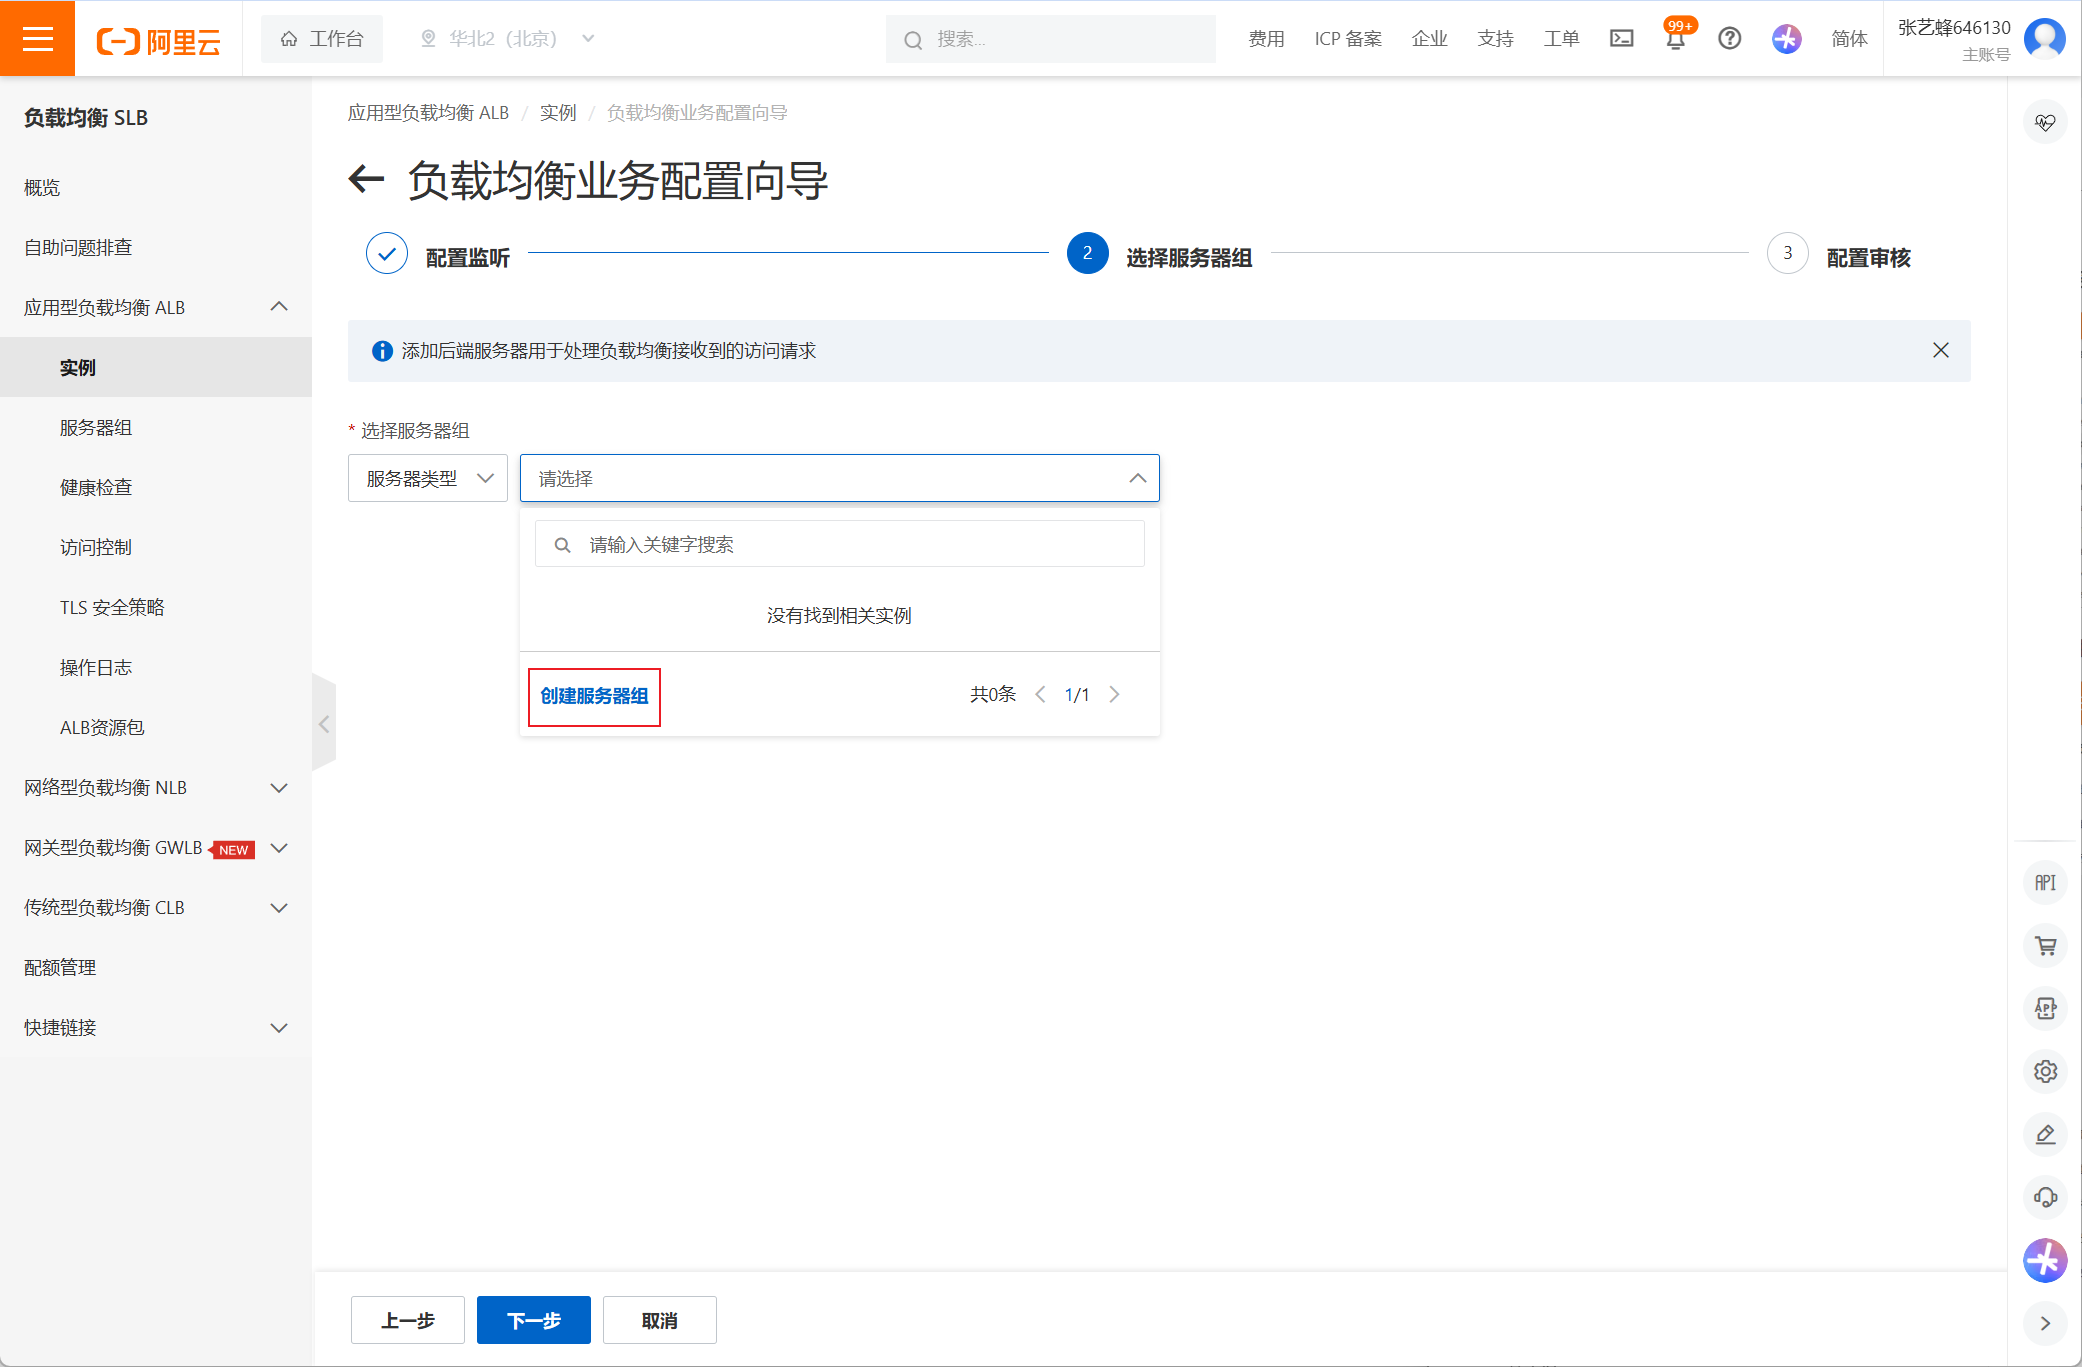 阿里云
工作台
华北2（北京）
搜索...
费用
ICP 备案
企业
支持
工单
99+
简体
张艺蜂646130
主账号
负载均衡 SLB
概览
自助问题排查
应用型负载均衡 ALB
实例
服务器组
健康检查
访问控制
TLS 安全策略
操作日志
ALB资源包
网络型负载均衡 NLB
网关型负载均衡 GWLB NEW
传统型负载均衡 CLB
配额管理
快捷链接
应用型负载均衡 ALB / 实例 / 负载均衡业务配置向导
负载均衡业务配置向导
配置监听
2 选择服务器组
3 配置审核
添加后端服务器用于处理负载均衡接收到的访问请求
* 选择服务器组
服务器类型
请选择
请输入关键字搜索
没有找到相关实例
创建服务器组
共0条
1/1
上一步
下一步
取消
API
APP